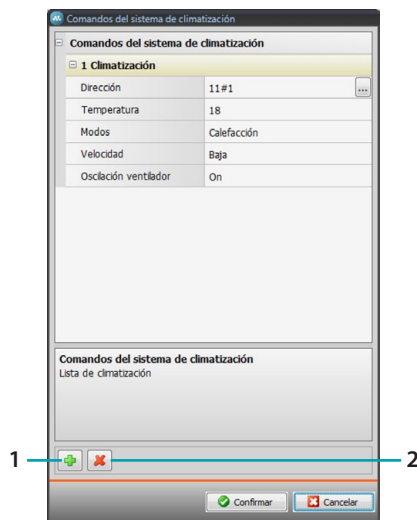 Comandos del sistema de climatización
Comandos del sistema de climatización
1 Climatización
Dirección 11#1 ...
Temperatura 18
Modos Calefacción
Velocidad Baja
Oscilación ventilador On
Comandos del sistema de climatización
Lista de climatización
1 2
Confirmar Cancelar